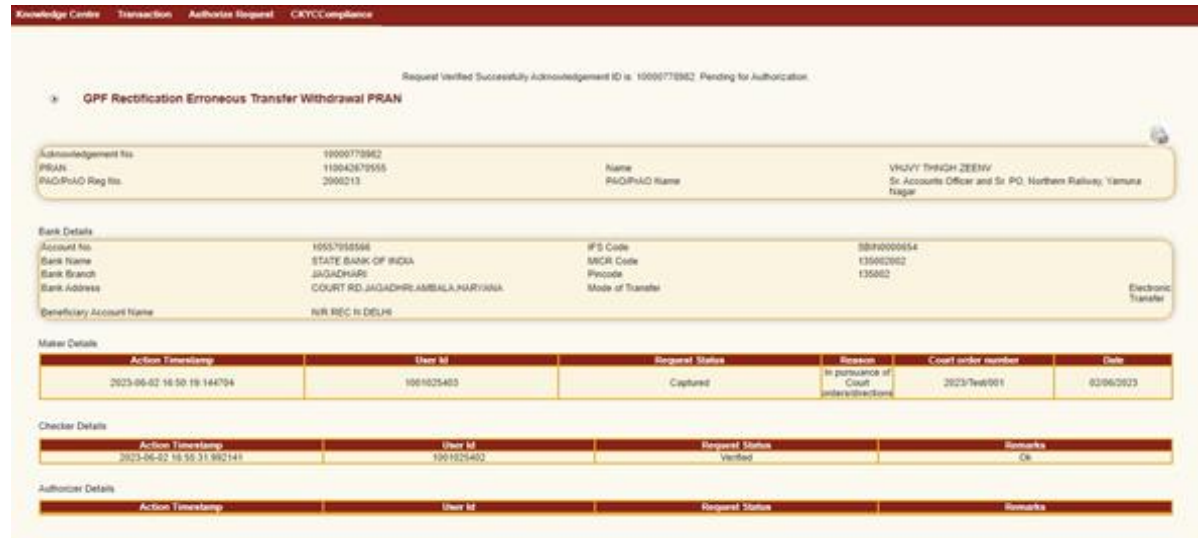 Knowledge Centre Transaction Authorize Request CKYCCompliance
Request Verified Successfully Acknowledgement ID is 10000778982. Pending for Authorization.
GPF Rectification Erroneous Transfer Withdrawal PRAN
Acknowledgement No. 10000778982
PRAN 110042670555 Name VHJVY THNGH ZEENV
PAO/PrAO Reg No. 2000213 PAO/PrAO Name Sr. Accounts Officer and Sr. PO, Northern Railway, Yamuna
Nagar
Bank Details
Account No. 10557058598 IFS Code SBIN0000654
Bank Name STATE BANK OF INDIA MICR Code 135002002
Bank Branch JAGADHARI Pincode 135002
Bank Address COURT RD.JAGADHRI,AMBALA,HARYANA Mode of Transfer Electronic
Transfer
Beneficiary Account Name N/R REC N DELHI
Maker Details
Action Timestamp User Id Request Status Reason Court order number Date
2023-06-02 16:50:19.144704 1001025403 Captured In pursuance of Court orders/directions 2023/Test/001 02/06/2023
Checker Details
Action Timestamp User Id Request Status Remarks
2023-06-02 16:55:31.992141 1001025402 Verified Ok
Authorizer Details
Action Timestamp User Id Request Status Remarks